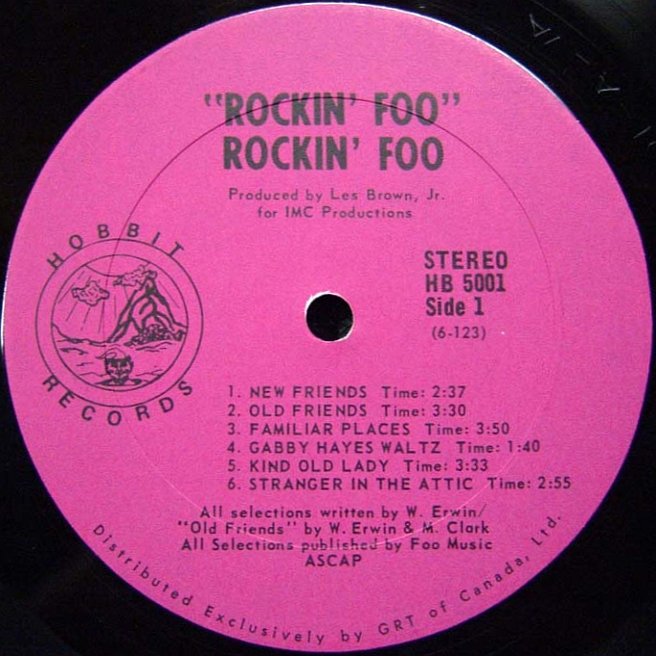 "ROCKIN' FOO"
ROCKIN' FOO
Produced by Les Brown, Jr.
for IMC Productions
HOBBIT
RECORDS
STEREO
HB 5001
Side 1
(6-123)
1. NEW FRIENDS Time: 2:37
2. OLD FRIENDS Time: 3:30
3. FAMILIAR PLACES Time: 3:50
4. GABBY HAYES WALTZ Time: 1:40
5. KIND OLD LADY Time: 3:33
6. STRANGER IN THE ATTIC Time: 2:55
All selections written by W. Erwin/
"Old Friends" by W. Erwin & M. Clark
All Selections published by Foo Music
ASCAP
Distributed Exclusively by GRT of Canada, Ltd.